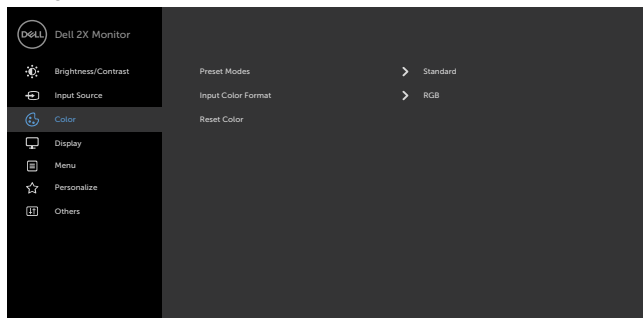 DELL Dell 2X Monitor
Brightness/Contrast Preset Modes Standard
Input Source Input Color Format RGB
Color Reset Color
Display
Menu
Personalize
Others